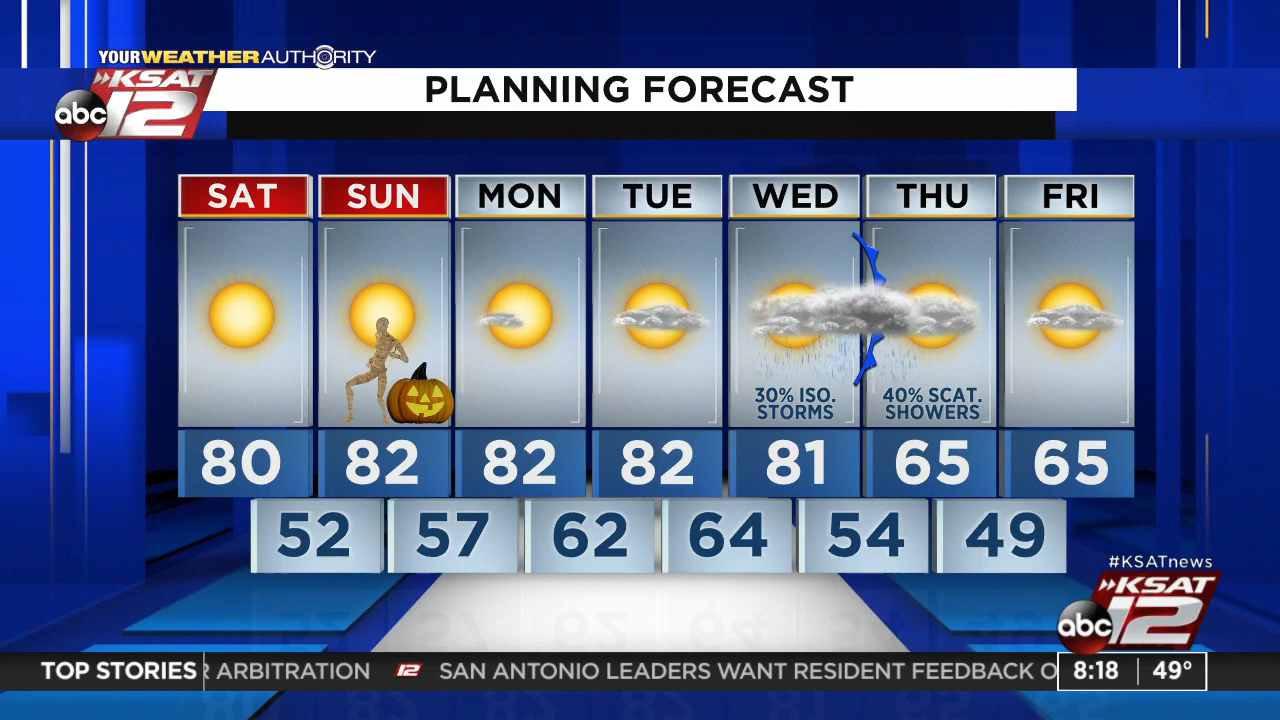 YOURWEATHERAUTHORITY
KSAT
abc 12
PLANNING FORECAST
SAT SUN MON TUE WED THU FRI
30% ISO. 40% SCAT.
STORMS SHOWERS
80 82 82 82 81 65 65
52 57 62 64 54 49
#KSATnews
KSAT
abc 12
TOP STORIES R ARBITRATION 12 SAN ANTONIO LEADERS WANT RESIDENT FEEDBACK O 8:18 49°